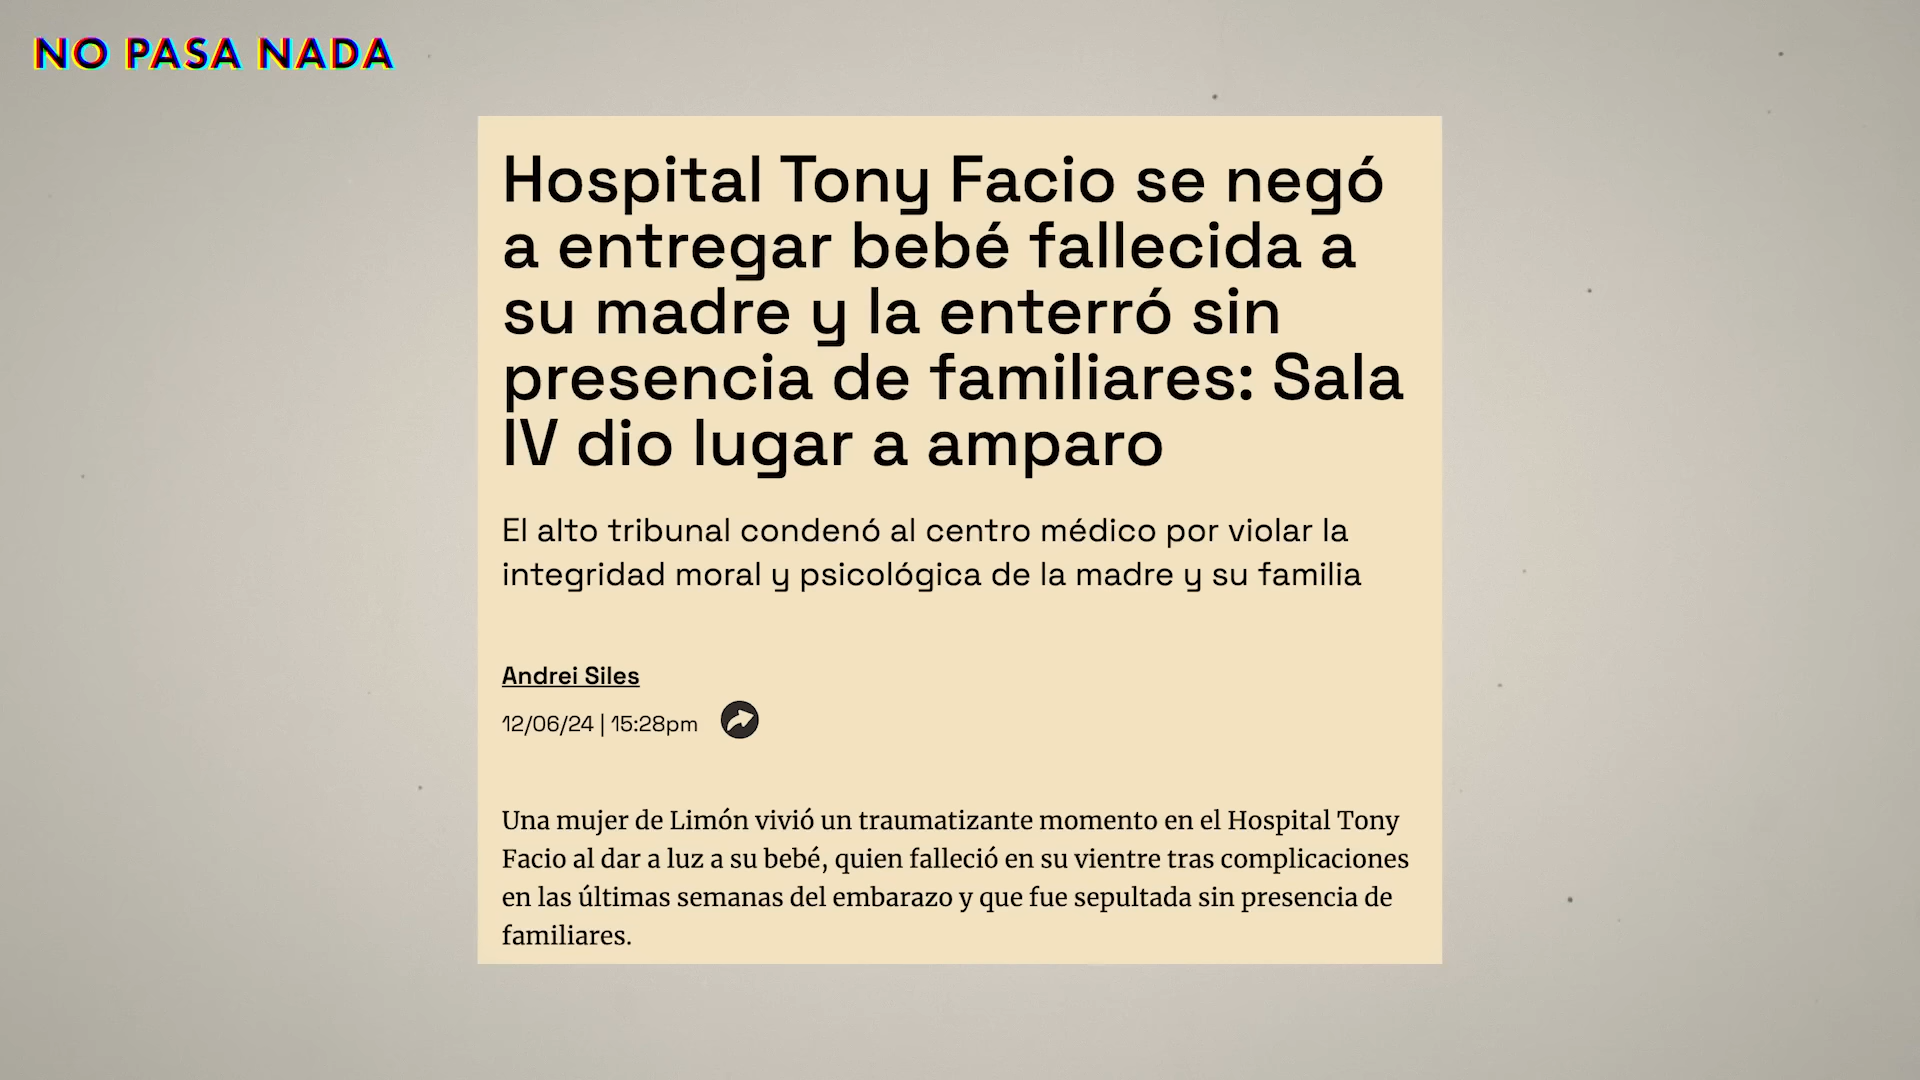 NO PASA NADA
Hospital Tony Facio se negó
a entregar bebé fallecida a
su madre y la enterró sin
presencia de familiares: Sala
IV dio lugar a amparo
El alto tribunal condenó al centro médico por violar la
integridad moral y psicológica de la madre y su familia
Andrei Siles
12/06/24 | 15:28pm
Una mujer de Limón vivió un traumatizante momento en el Hospital Tony
Facio al dar a luz a su bebé, quien falleció en su vientre tras complicaciones
en las últimas semanas del embarazo y que fue sepultada sin presencia de
familiares.